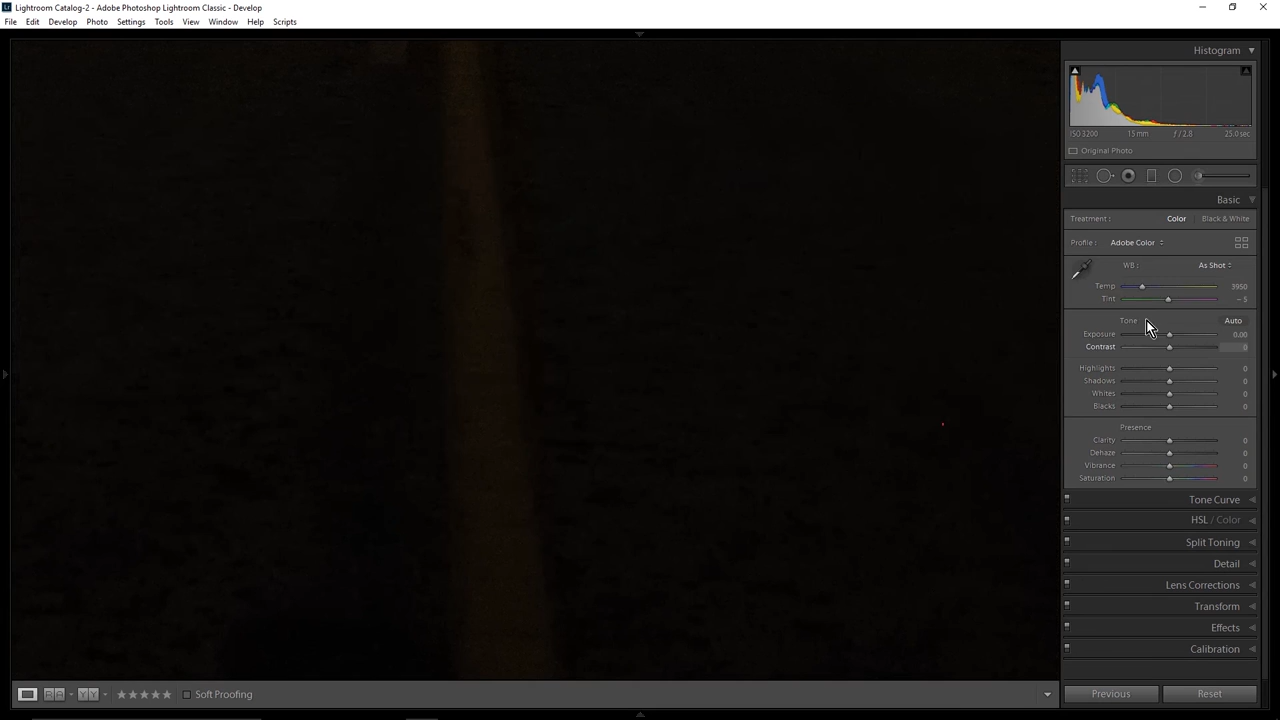 Lightroom Catalog-2 - Adobe Photoshop Lightroom Classic - Develop
File Edit Develop Photo Settings Tools View Window Help Scripts
Histogram
ISO 3200 15 mm ƒ / 2.8 25.0 sec
Original Photo
Basic
Treatment : Color Black & White
Profile : Adobe Color
WB : As Shot
Temp 3950
Tint – 5
Tone Auto
Exposure 0.00
Contrast 0
Highlights 0
Shadows 0
Whites 0
Blacks 0
Presence
Clarity 0
Dehaze 0
Vibrance 0
Saturation 0
Tone Curve
HSL / Color
Split Toning
Detail
Lens Corrections
Transform
Effects
Calibration
Soft Proofing
Previous Reset